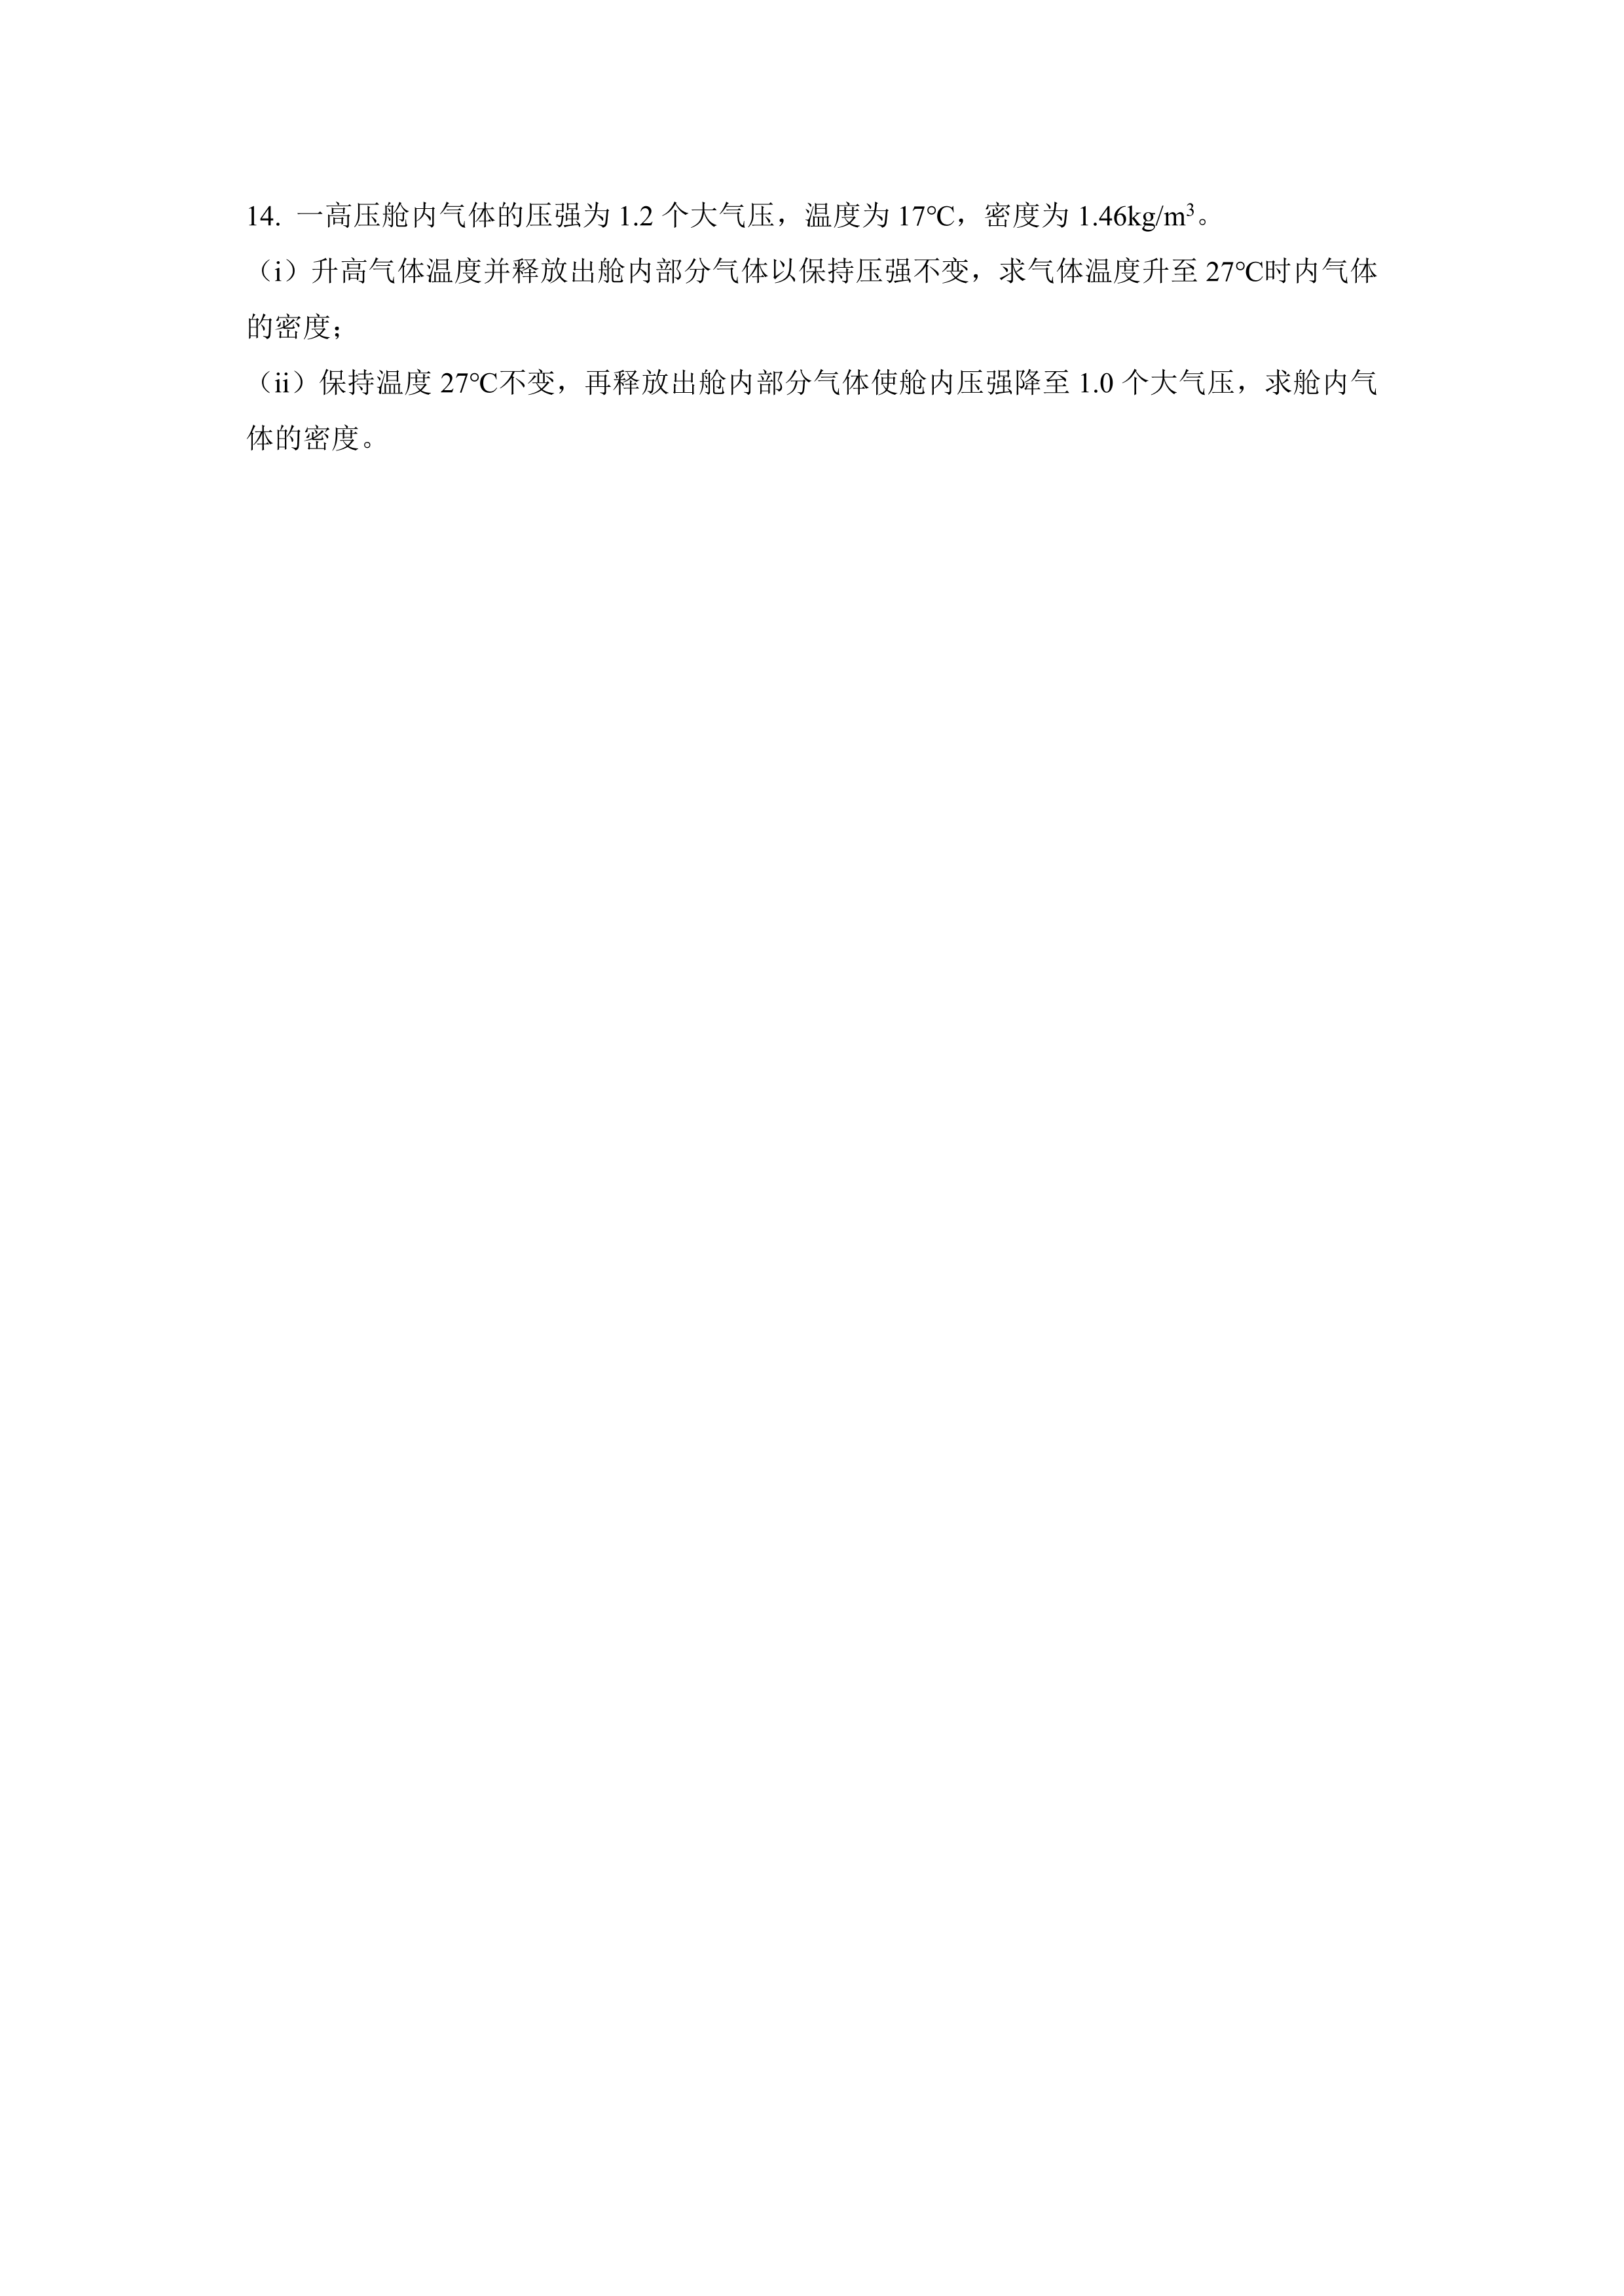 14. 一高压舱内气体的压强为 1.2 个大气压，温度为 17℃，密度为 1.46kg/m³。
（i）升高气体温度并释放出舱内部分气体以保持压强不变，求气体温度升至 27℃时内气体
的密度；
（ii）保持温度 27℃不变，再释放出舱内部分气体使舱内压强降至 1.0 个大气压，求舱内气
体的密度。